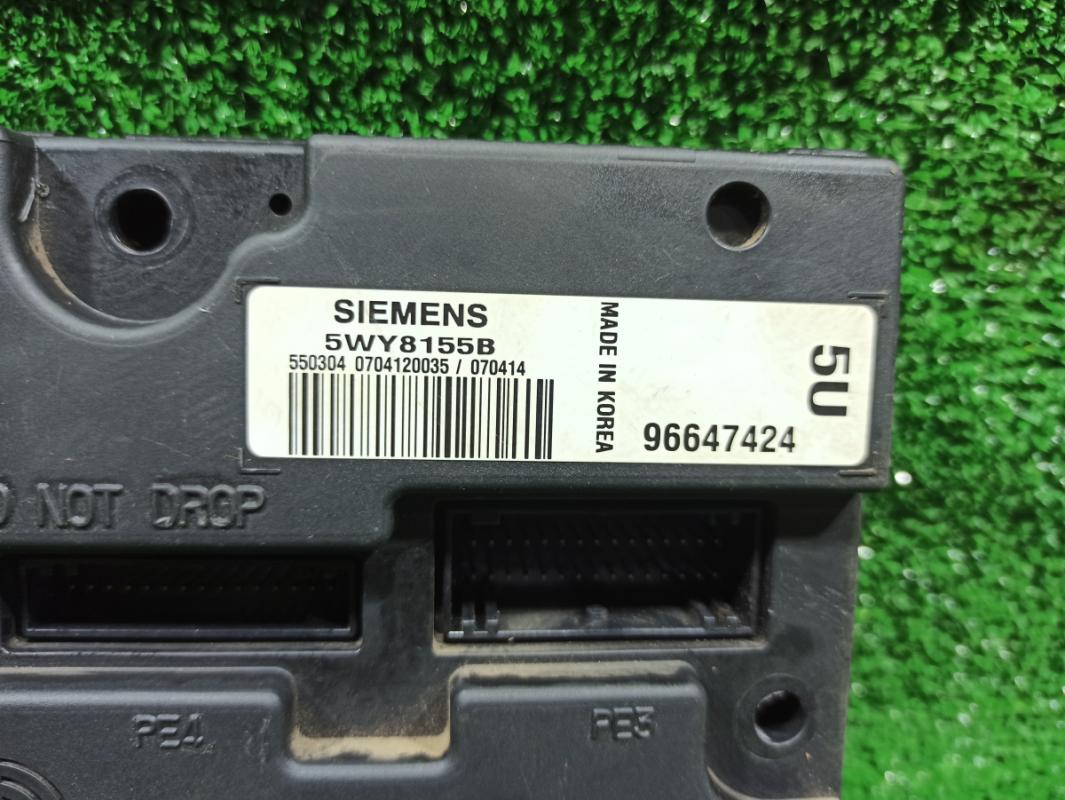 SIEMENS
5WY8155B
550304 0704120035 / 070414
MADE IN KOREA
5U
96647424
NOT DROP
PE4
PE3